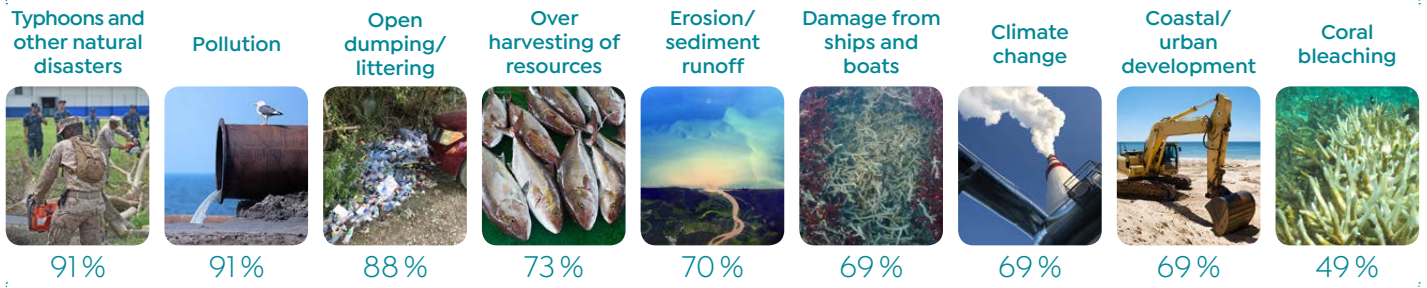 Typhoons and
other natural
disasters
Pollution
Open
dumping/
littering
Over
harvesting of
resources
Erosion/
sediment
runoff
Damage from
ships and
boats
Climate
change
Coastal/
urban
development
Coral
bleaching
91%
91%
88%
73%
70%
69%
69%
69%
49%